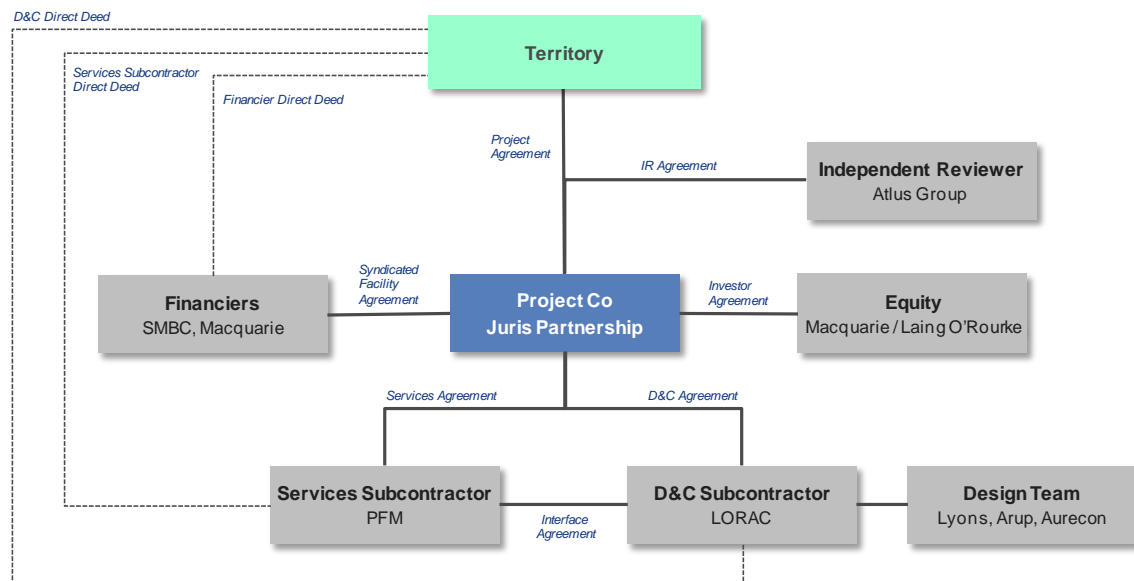 D&C Direct Deed
Territory
Services Subcontractor
Direct Deed
Financier Direct Deed
Project
Agreement
IR Agreement
Independent Reviewer
Atlus Group
Syndicated
Facility
Agreement
Investor
Agreement
Financiers
SMBC, Macquarie
Project Co
Juris Partnership
Equity
Macquarie / Laing O'Rourke
Services Agreement
D&C Agreement
Services Subcontractor
PFM
Interface
Agreement
D&C Subcontractor
LORAC
Design Team
Lyons, Arup, Aurecon